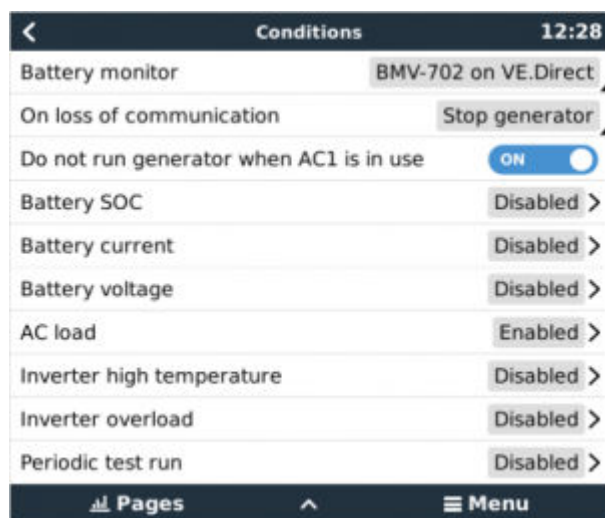 Conditions 12:28
Battery monitor BMV-702 on VE.Direct
On loss of communication Stop generator
Do not run generator when AC1 is in use ON
Battery SOC Disabled
Battery current Disabled
Battery voltage Disabled
AC load Enabled
Inverter high temperature Disabled
Inverter overload Disabled
Periodic test run Disabled
Pages Menu